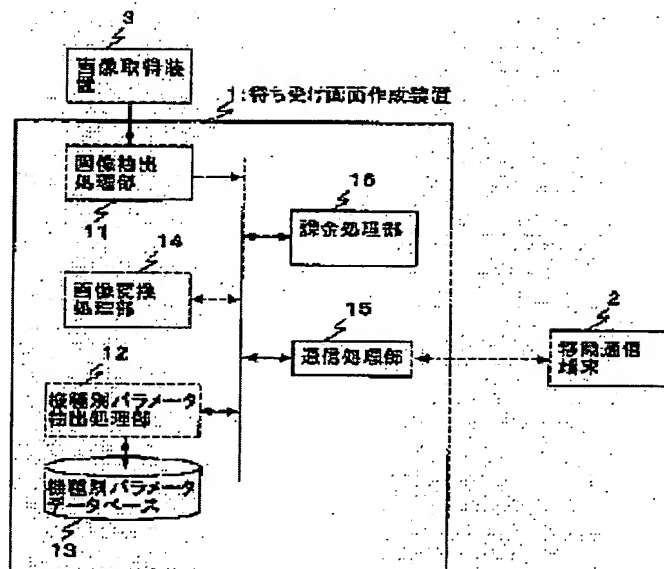 3
画像取得装
置
1:待ち受け画面作成装置
画像抽出
処理部
11
16
課金処理部
14
画像変換
処理部
15
通信処理部
2
移動通信
端末
12
機種別パラメータ
抽出処理部
機種別パラメータ
データベース
13